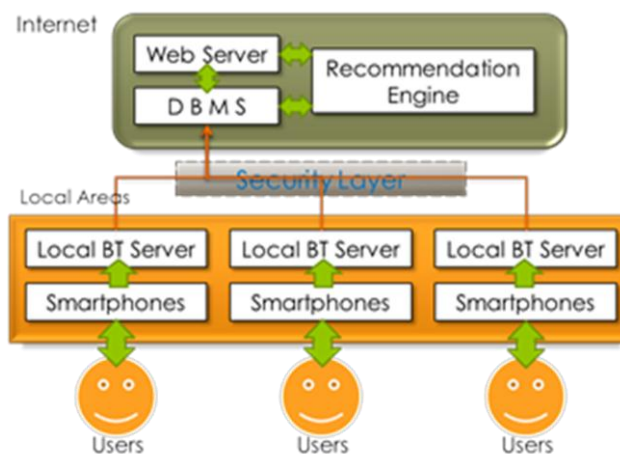 Internet
Web Server
Recommendation
Engine
D B M S
Security Layer
Local Areas
Local BT Server Local BT Server Local BT Server
Smartphones Smartphones Smartphones
Users Users Users